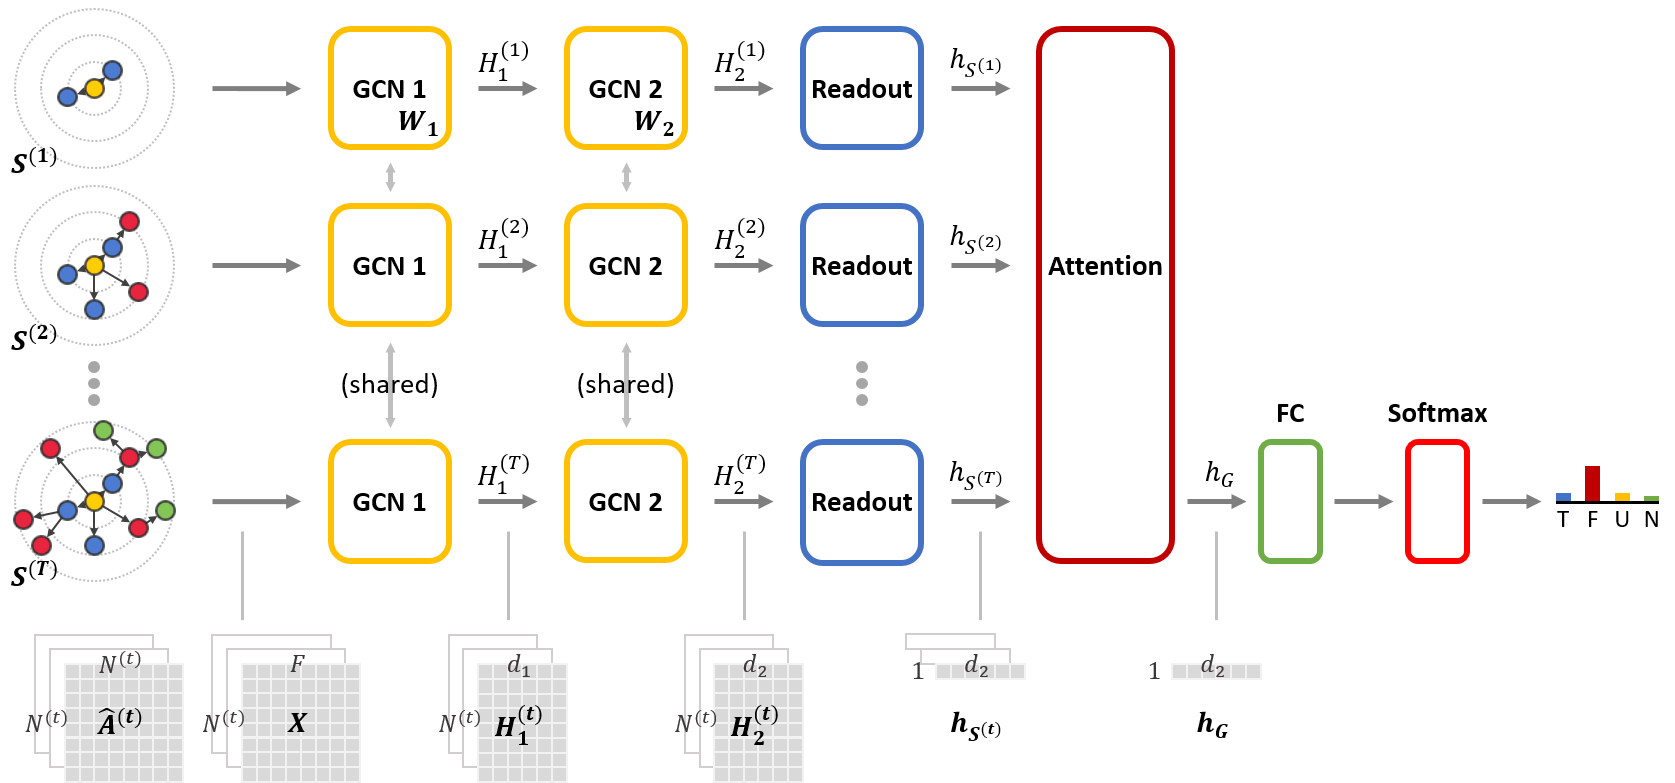 S^(1)
GCN 1
W_1
H_1^(1)
GCN 2
W_2
H_2^(1)
Readout
h_{S^(1)}
S^(2)
GCN 1
H_1^(2)
GCN 2
H_2^(2)
Readout
h_{S^(2)}
Attention
(shared)
(shared)
S^(T)
GCN 1
H_1^(T)
GCN 2
H_2^(T)
Readout
h_{S^(T)}
h_G
FC
Softmax
T F U N
N^(t)
N^(t)
Â^(t)
F
N^(t)
X
d_1
N^(t)
H_1^(t)
d_2
N^(t)
H_2^(t)
1 d_2
h_{S^(t)}
1 d_2
h_G